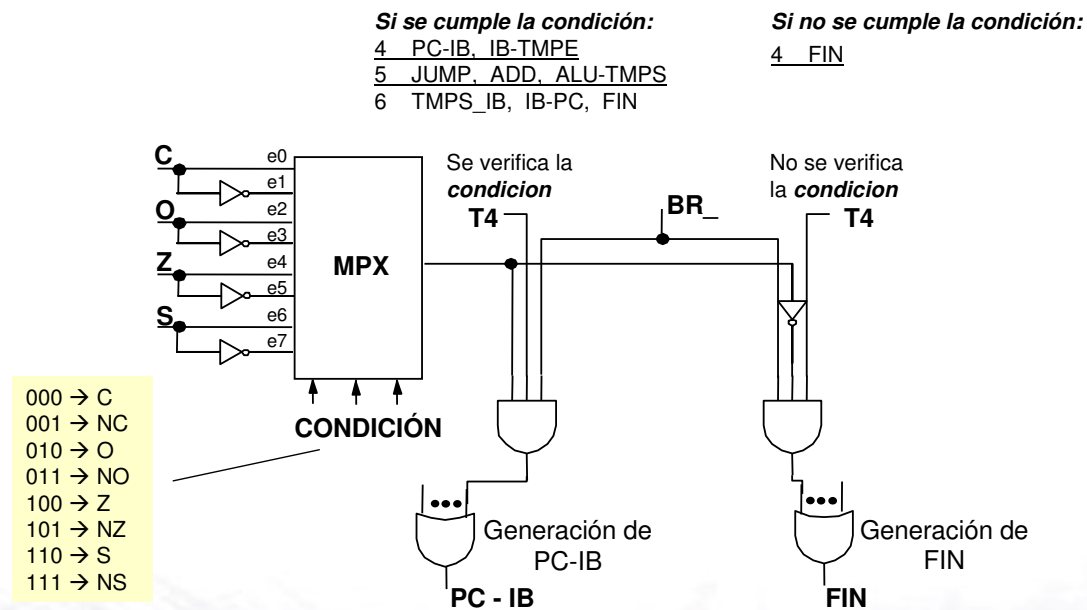 Si se cumple la condición:
4 PC-IB, IB-TMPE
5 JUMP, ADD, ALU-TMPS
6 TMPS_IB, IB-PC, FIN
Si no se cumple la condición:
4 FIN
C
e0
e1
O
e2
e3
Z
e4
e5
S
e6
e7
MPX
CONDICIÓN
Se verifica la
condicion
T4
BR_
No se verifica
la condicion
T4
000 → C
001 → NC
010 → O
011 → NO
100 → Z
101 → NZ
110 → S
111 → NS
Generación de
PC-IB
PC - IB
Generación de
FIN
FIN